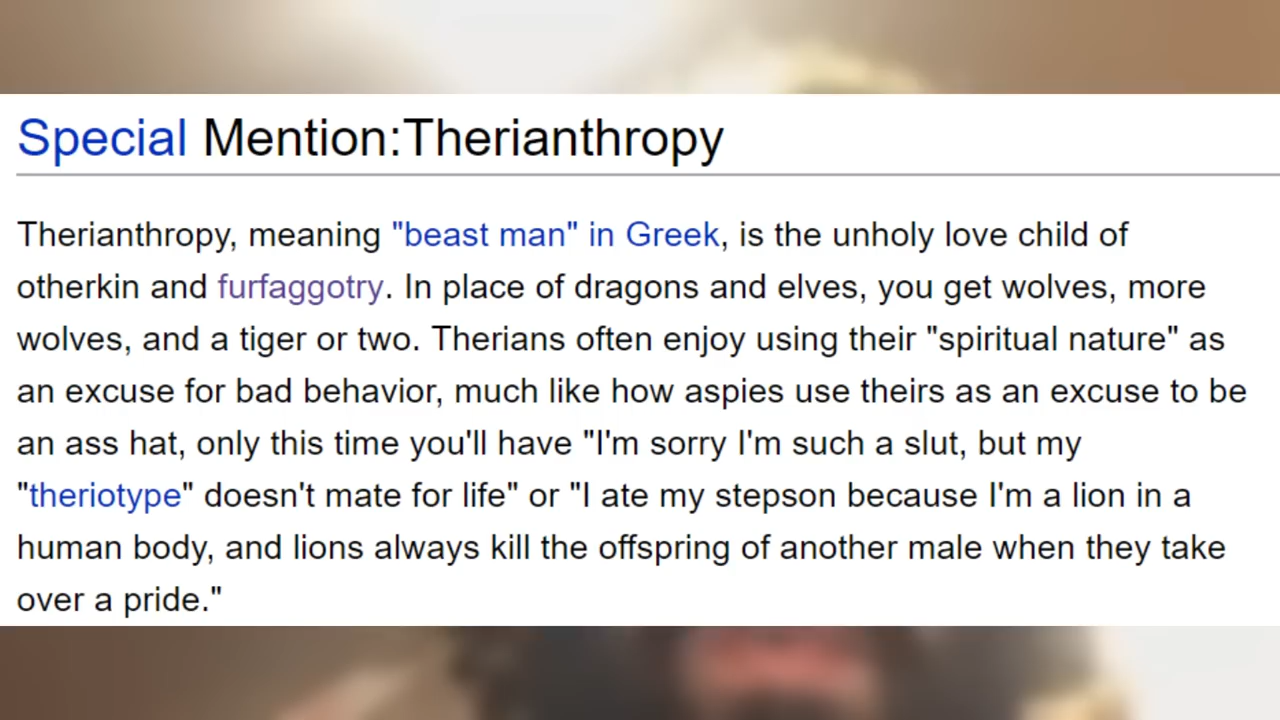 Special Mention:Therianthropy
Therianthropy, meaning "beast man" in Greek, is the unholy love child of
otherkin and furfaggotry. In place of dragons and elves, you get wolves, more
wolves, and a tiger or two. Therians often enjoy using their "spiritual nature" as
an excuse for bad behavior, much like how aspies use theirs as an excuse to be
an ass hat, only this time you'll have "I'm sorry I'm such a slut, but my
"theriotype" doesn't mate for life" or "I ate my stepson because I'm a lion in a
human body, and lions always kill the offspring of another male when they take
over a pride."